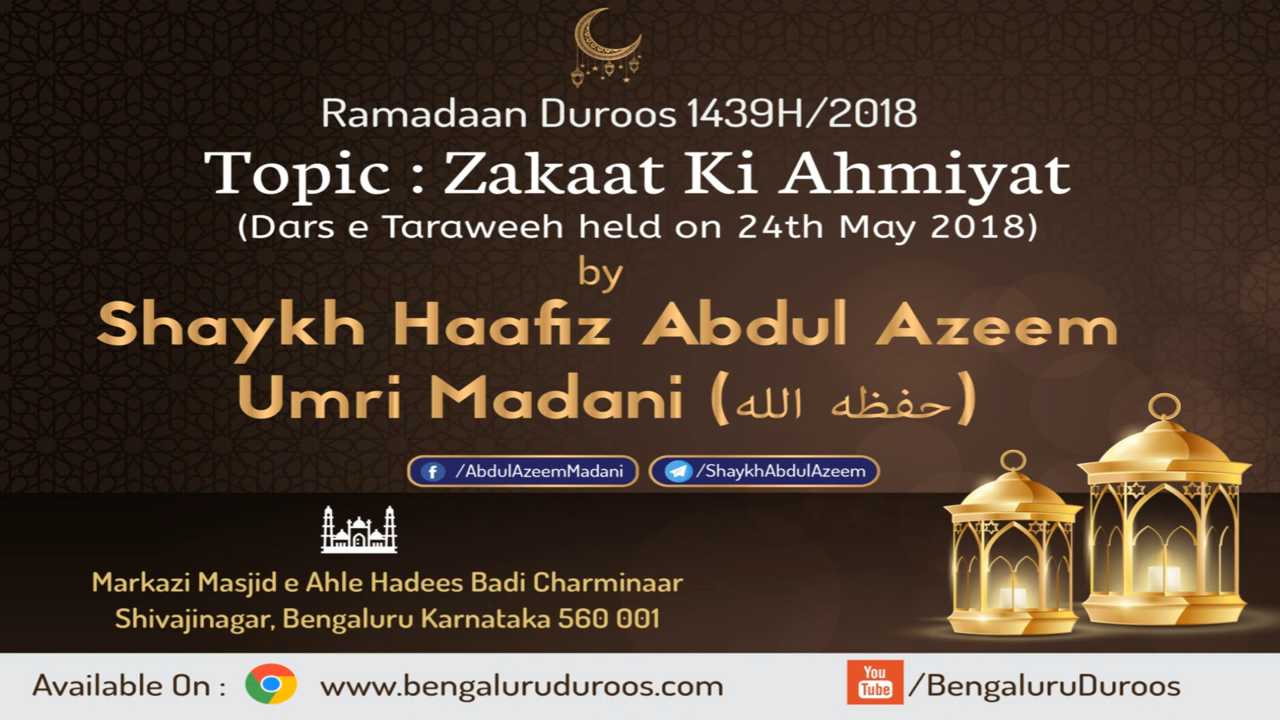 Ramadaan Duroos 1439H/2018
Topic : Zakaat Ki Ahmiyat
(Dars e Taraweeh held on 24th May 2018)
by
Shaykh Haafiz Abdul Azeem
Umri Madani (حفظه الله)
f /AbdulAzeemMadani /ShaykhAbdulAzeem
Markazi Masjid e Ahle Hadees Badi Charminaar
Shivajinagar, Bengaluru Karnataka 560 001
Available On : www.bengaluruduroos.com You Tube /BengaluruDuroos